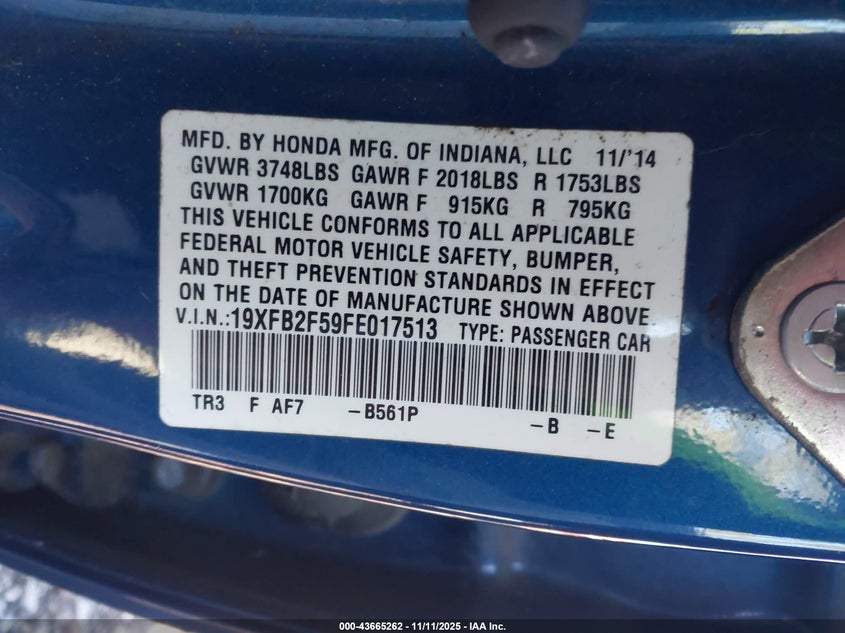 MFD. BY HONDA MFG. OF INDIANA, LLC 11/'14
GVWR 3748LBS GAWR F 2018LBS R 1753LBS
GVWR 1700KG GAWR F 915KG R 795KG
THIS VEHICLE CONFORMS TO ALL APPLICABLE
FEDERAL MOTOR VEHICLE SAFETY, BUMPER,
AND THEFT PREVENTION STANDARDS IN EFFECT
ON THE DATE OF MANUFACTURE SHOWN ABOVE
V.I.N.:19XFB2F59FE017513 TYPE: PASSENGER CAR
TR3 F AF7 -B561P -B -E
000-43665262 - 11/11/2025 - IAA Inc.